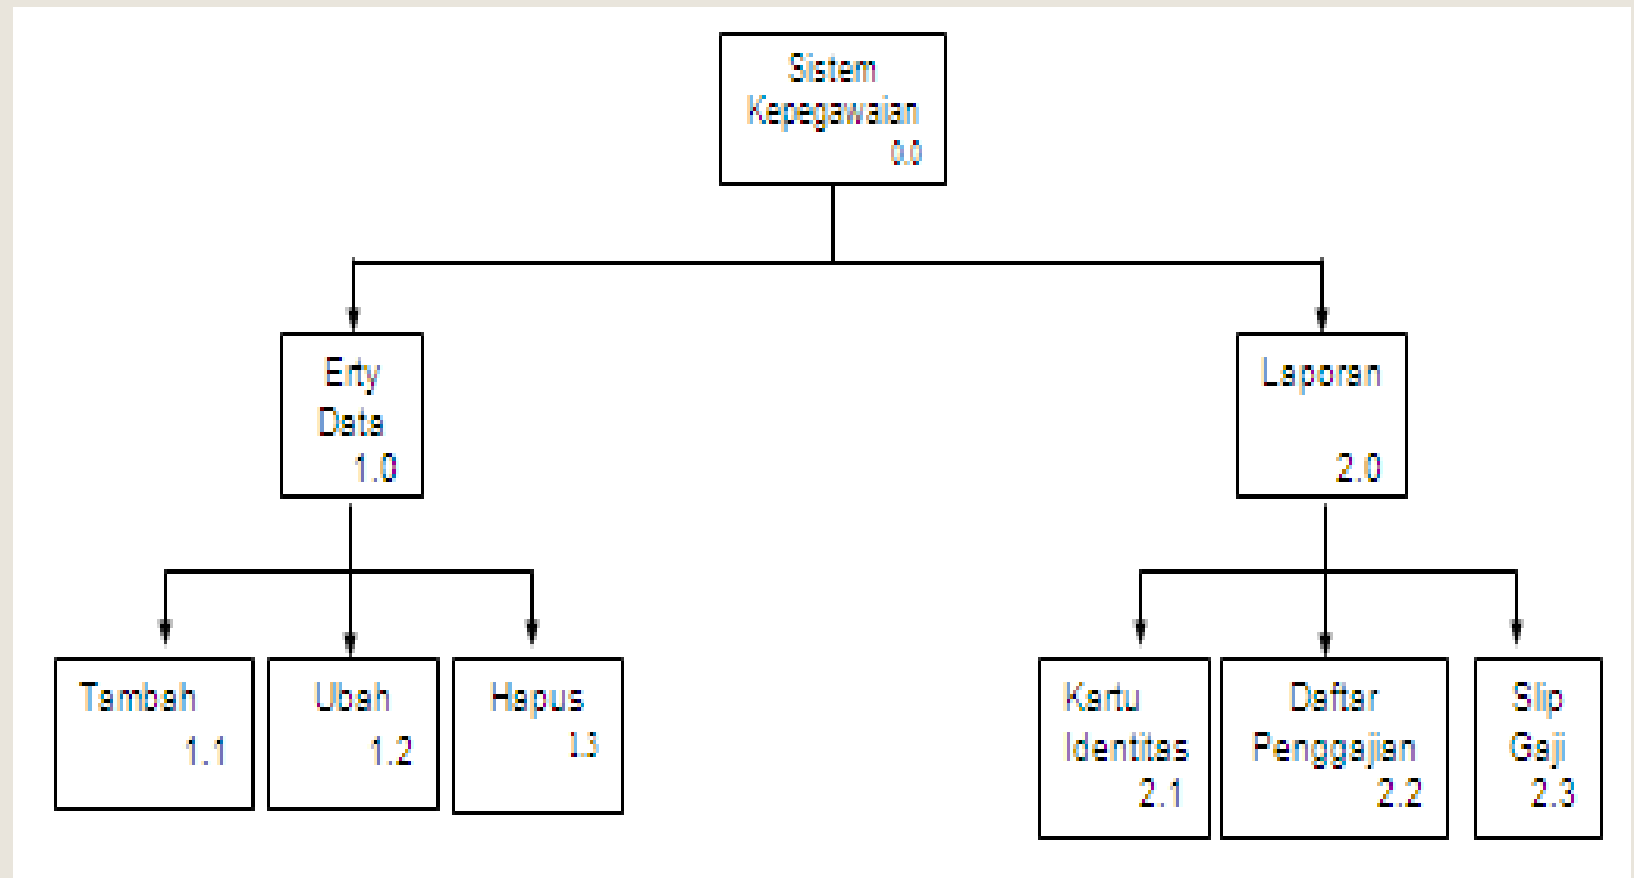 Sistem
Kepegawaian
0.0
Erty
Data
1.0
Laporan
2.0
Tambah
1.1
Ubah
1.2
Hapus
1.3
Kartu
Identitas
2.1
Daftar
Penggajian
2.2
Slip
Gaji
2.3